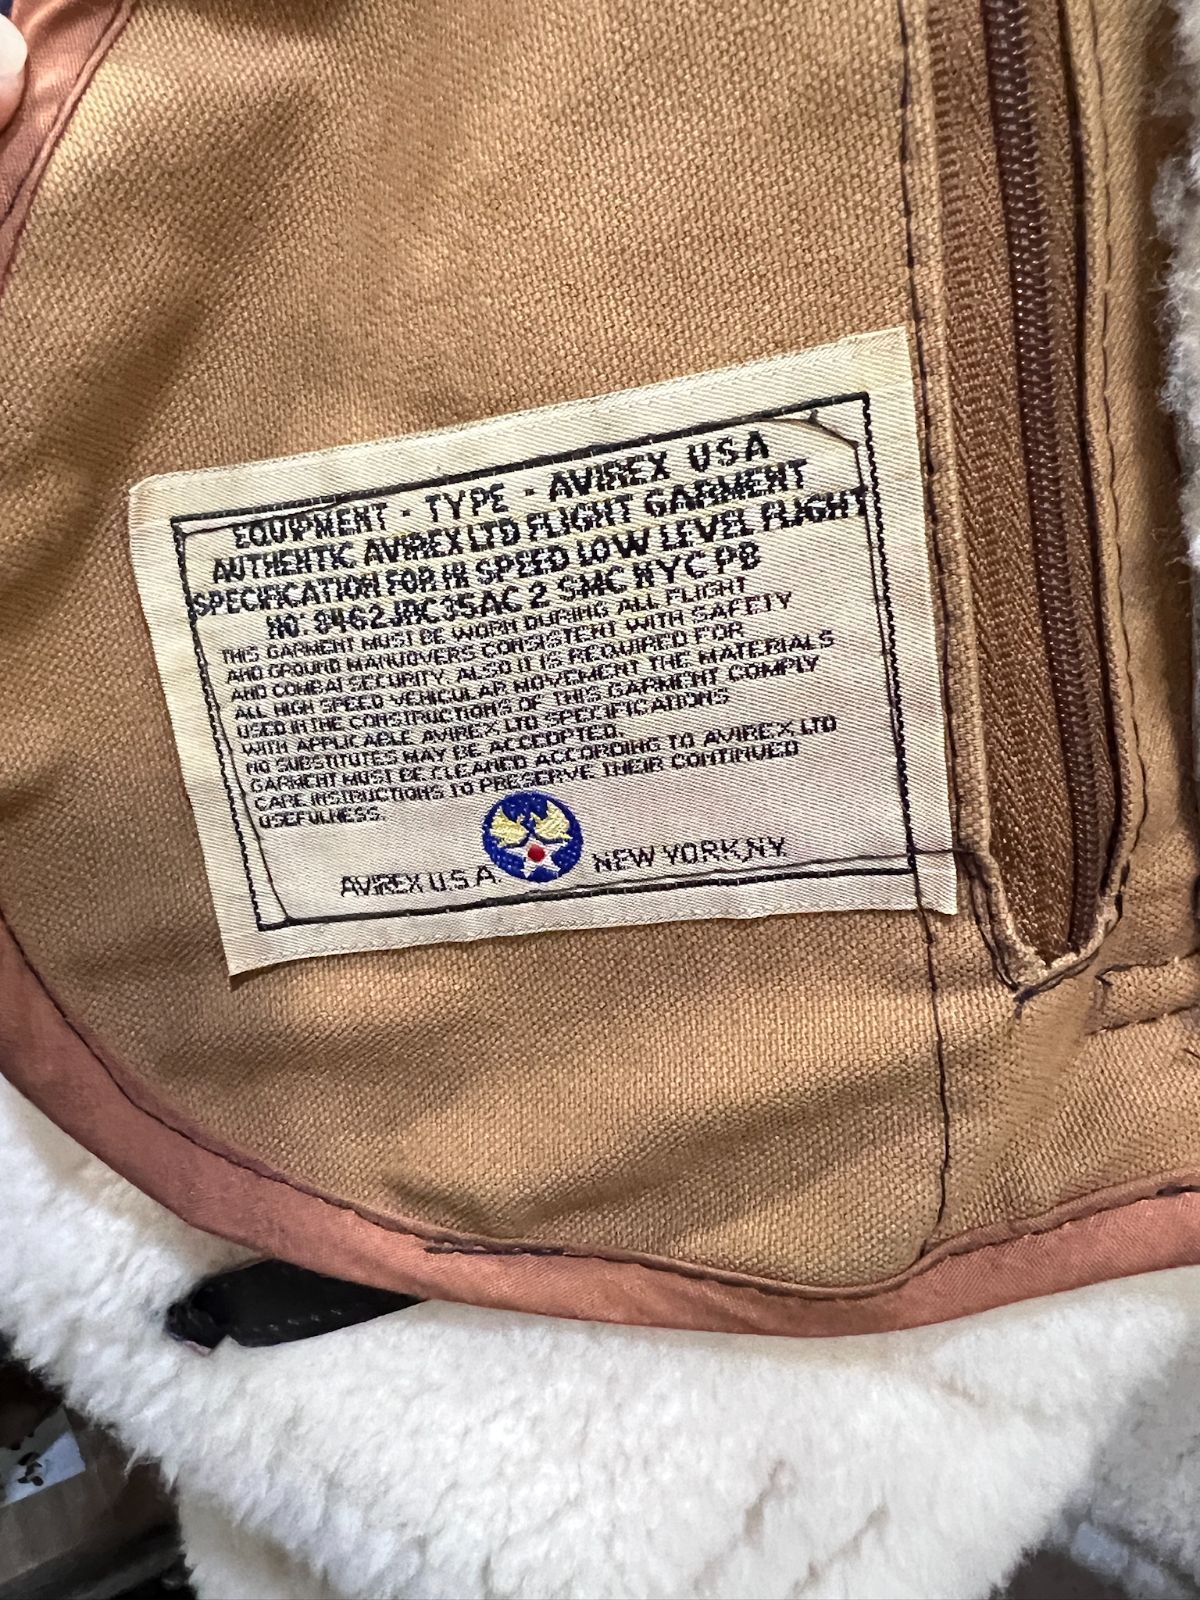 EQUIPMENT - TYPE - AVIREX USA
AUTHENTIC AVIREX LTD FLIGHT GARMENT
SPECIFICATION FOR HI SPEED LOW LEVEL FLIGHT
NO: 8462JAC35AC 2 SMC NYC PB
THIS GARMENT MUST BE WORN DURING ALL FLIGHT
AND GROUND MANUOVERS CONSISTENT WITH SAFETY
AND COMBAT SECURITY. ALSO IT IS REQUIRED FOR
ALL HIGH SPEED VEHICULAR MOVEMENT THE MATERIALS
USED IN THE CONSTRUCTIONS OF THIS GARMENT COMPLY
WITH APPLICABLE AVIREX LTD SPECIFICATIONS
NO SUBSTITUTES MAY BE ACCEOPTED.
GARMENT MUST BE CLEANED ACCORDING TO AVIREX LTD
CARE INSTRUCTIONS TO PRESERVE THEIR CONTINUED
USEFULNESS.
AVIREX U.S.A. NEW YORK,NY.